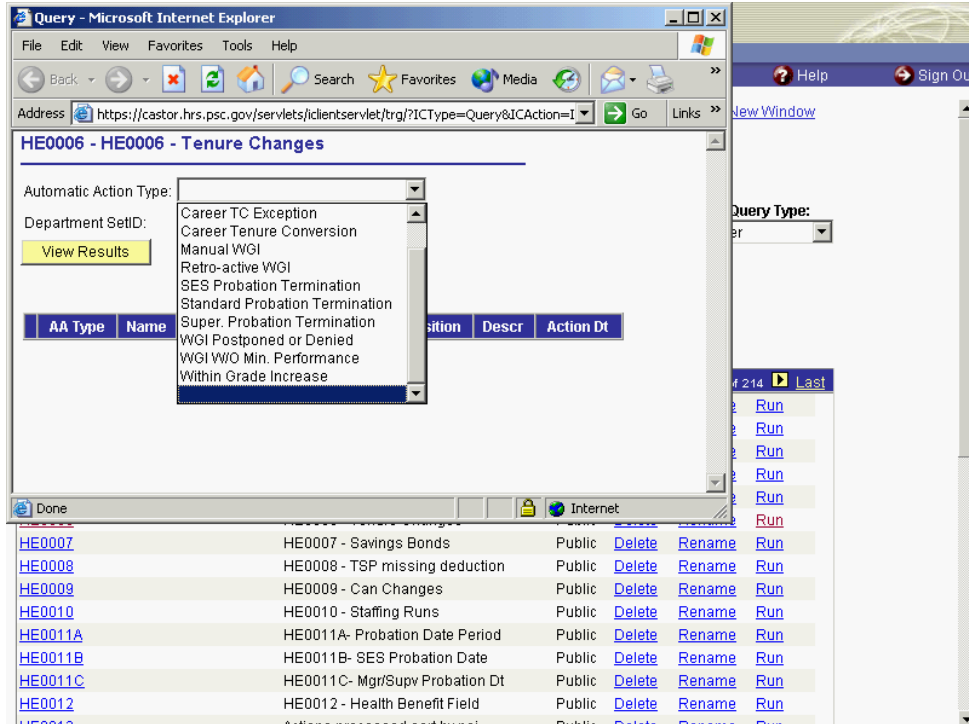 Query - Microsoft Internet Explorer
File Edit View Favorites Tools Help
Back Search Favorites Media »
Address https://castor.hrs.psc.gov/servlets/iclientservlet/trg/?ICType=Query&ICAction=I Go Links »
Help Sign Ou
New Window
HE0006 - HE0006 - Tenure Changes
Automatic Action Type:
Department SetID:
View Results
Career TC Exception
Career Tenure Conversion
Manual WGI
Retro-active WGI
SES Probation Termination
Standard Probation Termination
Super. Probation Termination
WGI Postponed or Denied
WGI W/O Min. Performance
Within Grade Increase
AA Type Name sition Descr Action Dt
Query Type:
er
of 214 Last
Run
Run
Run
Run
Run
Done Internet
HE0006 HE0006 - Tenure Changes Public Delete Rename Run
HE0007 HE0007 - Savings Bonds Public Delete Rename Run
HE0008 HE0008 - TSP missing deduction Public Delete Rename Run
HE0009 HE0009 - Can Changes Public Delete Rename Run
HE0010 HE0010 - Staffing Runs Public Delete Rename Run
HE0011A HE0011A- Probation Date Period Public Delete Rename Run
HE0011B HE0011B- SES Probation Date Public Delete Rename Run
HE0011C HE0011C- Mgr/Supv Probation Dt Public Delete Rename Run
HE0012 HE0012 - Health Benefit Field Public Delete Rename Run